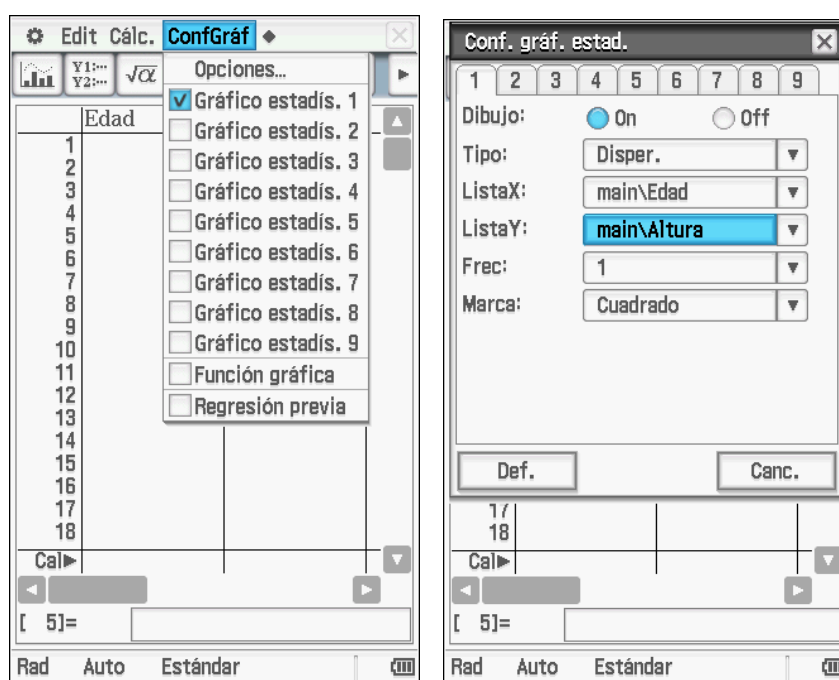 Edit Cálc. ConfGráf
Y1:···
Y2:···
√α
Opciones...
Gráfico estadís. 1
Gráfico estadís. 2
Gráfico estadís. 3
Gráfico estadís. 4
Gráfico estadís. 5
Gráfico estadís. 6
Gráfico estadís. 7
Gráfico estadís. 8
Gráfico estadís. 9
Función gráfica
Regresión previa
Edad
1
2
3
4
5
6
7
8
9
10
11
12
13
14
15
16
17
18
Cal▶
[ 5]=
Rad Auto Estándar
Conf. gráf. estad.
1 2 3 4 5 6 7 8 9
Dibujo: On Off
Tipo: Disper.
ListaX: main\Edad
ListaY: main\Altura
Frec: 1
Marca: Cuadrado
Def. Canc.
17
18
Cal▶
[ 5]=
Rad Auto Estándar